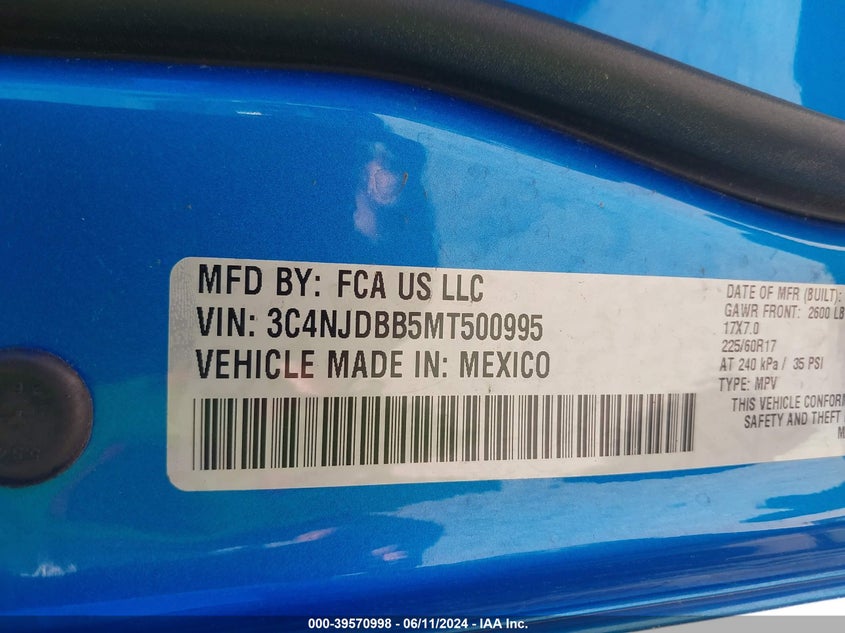 MFD BY: FCA US LLC
VIN: 3C4NJDBB5MT500995
VEHICLE MADE IN: MEXICO
DATE OF MFR (BUILT):
GAWR FRONT: 2600 LB
17X7.0
225/60R17
AT 240 kPa / 35 PSI
TYPE: MPV
THIS VEHICLE CONFORM
SAFETY AND THEFT
M
000-39570998 - 06/11/2024 - IAA Inc.